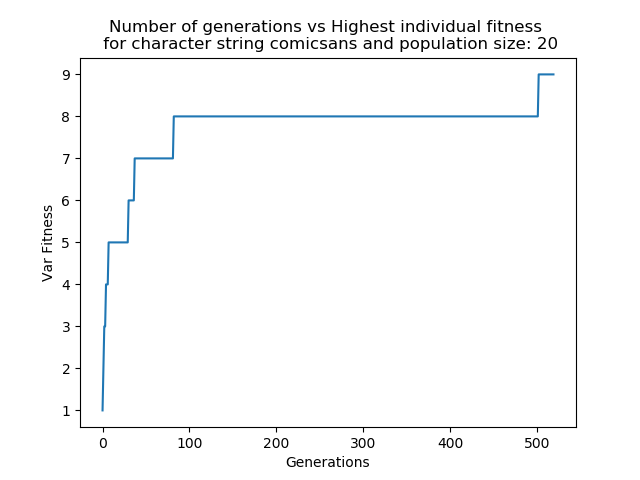 Number of generations vs Highest individual fitness
for character string comicsans and population size: 20
9
8
7
6
5
4
3
2
1
Var Fitness
0 100 200 300 400 500
Generations